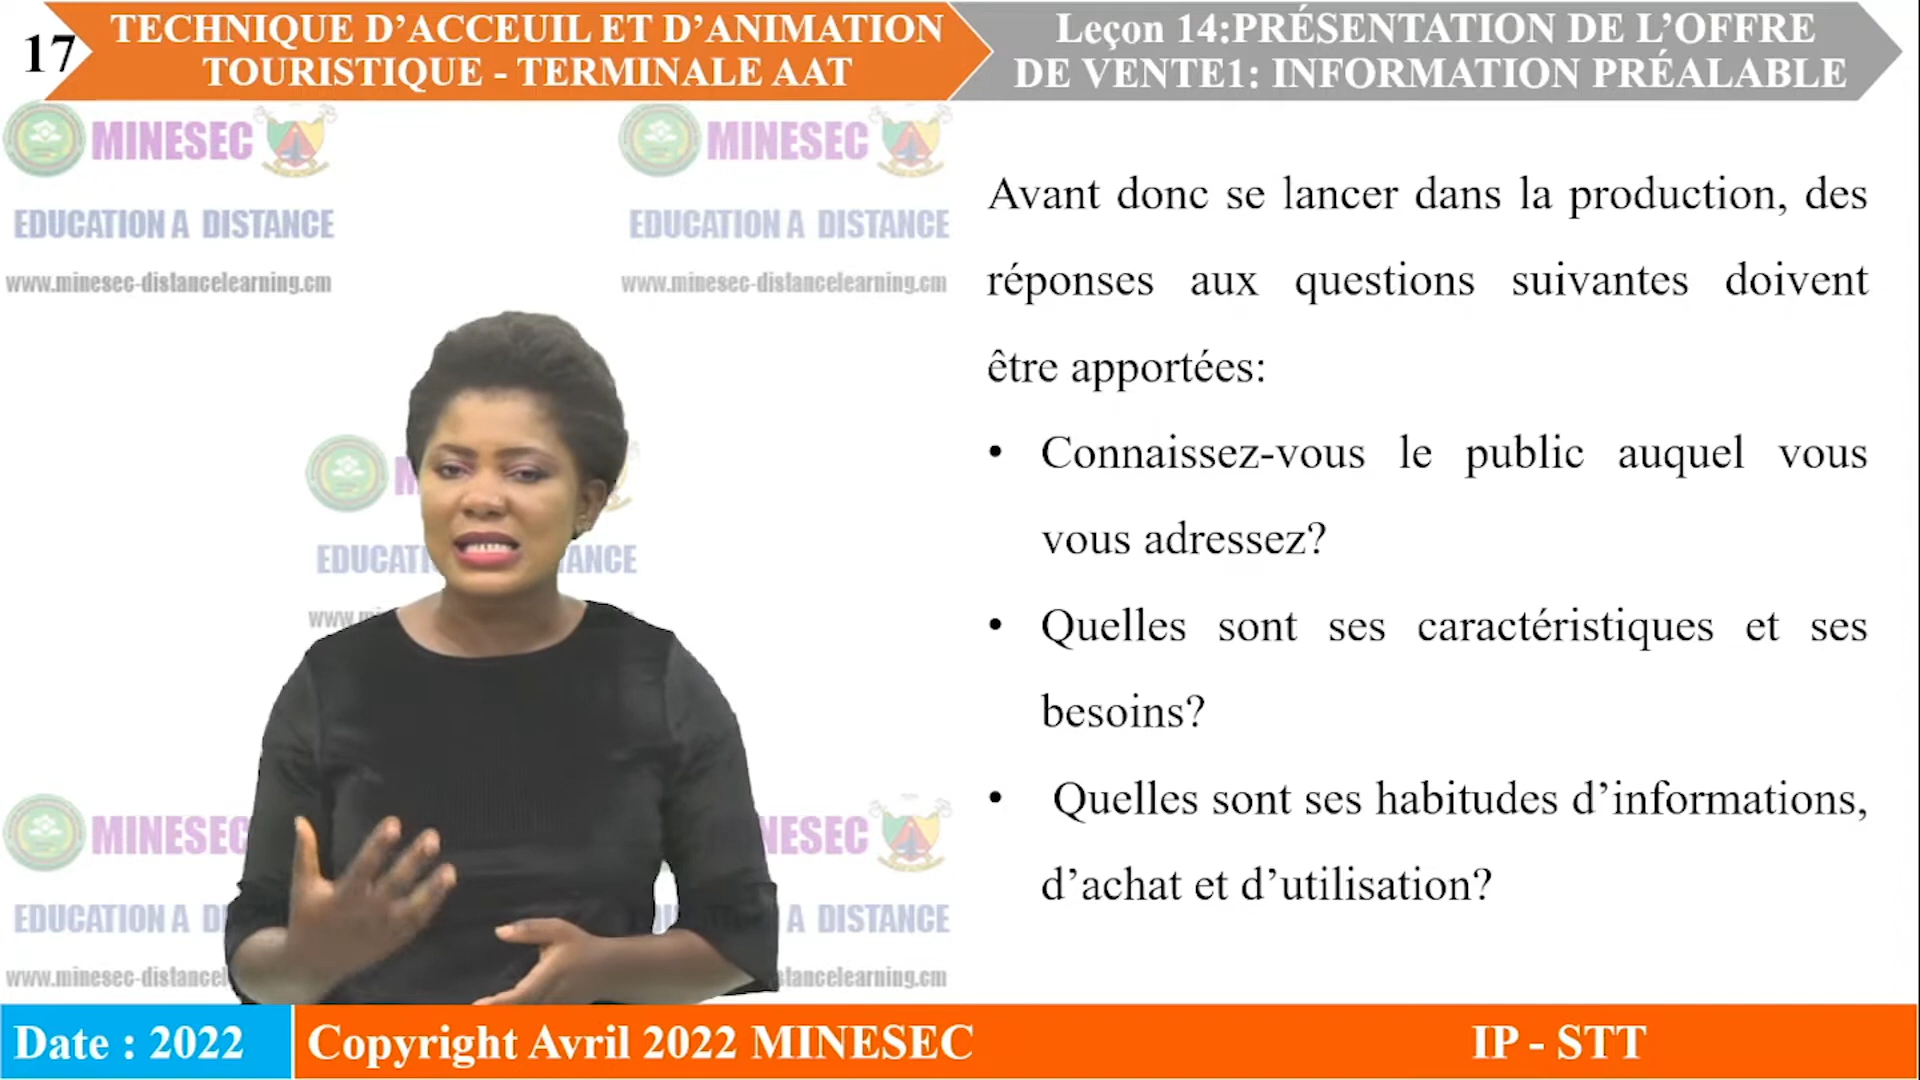 17
TECHNIQUE D’ACCEUIL ET D’ANIMATION
TOURISTIQUE - TERMINALE AAT
Leçon 14:PRÉSENTATION DE L’OFFRE
DE VENTE1: INFORMATION PRÉALABLE
MINESEC
EDUCATION A DISTANCE
www.minesec-distancelearning.cm
MINESEC
EDUCATION A DISTANCE
www.minesec-distancelearning.cm
Avant donc se lancer dans la production, des
réponses aux questions suivantes doivent
être apportées:
• Connaissez-vous le public auquel vous
vous adressez?
• Quelles sont ses caractéristiques et ses
besoins?
• Quelles sont ses habitudes d’informations,
d’achat et d’utilisation?
MINESEC
A DISTANCE
Date : 2022
Copyright Avril 2022 MINESEC
IP - STT